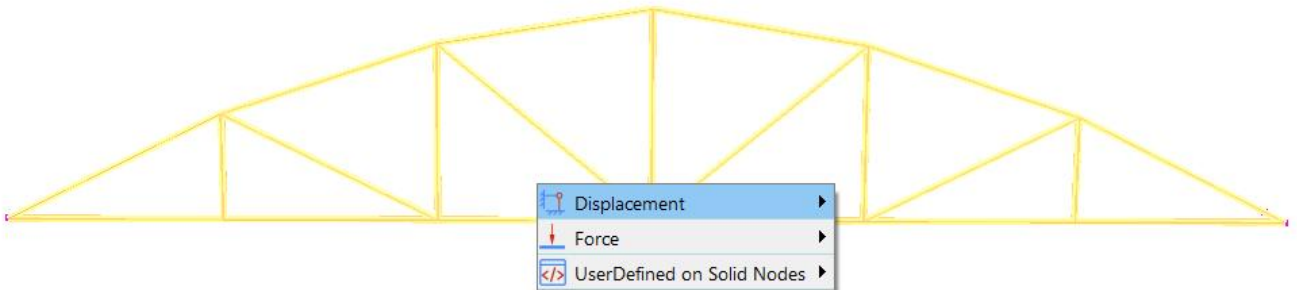 Displacement
Force
</> UserDefined on Solid Nodes